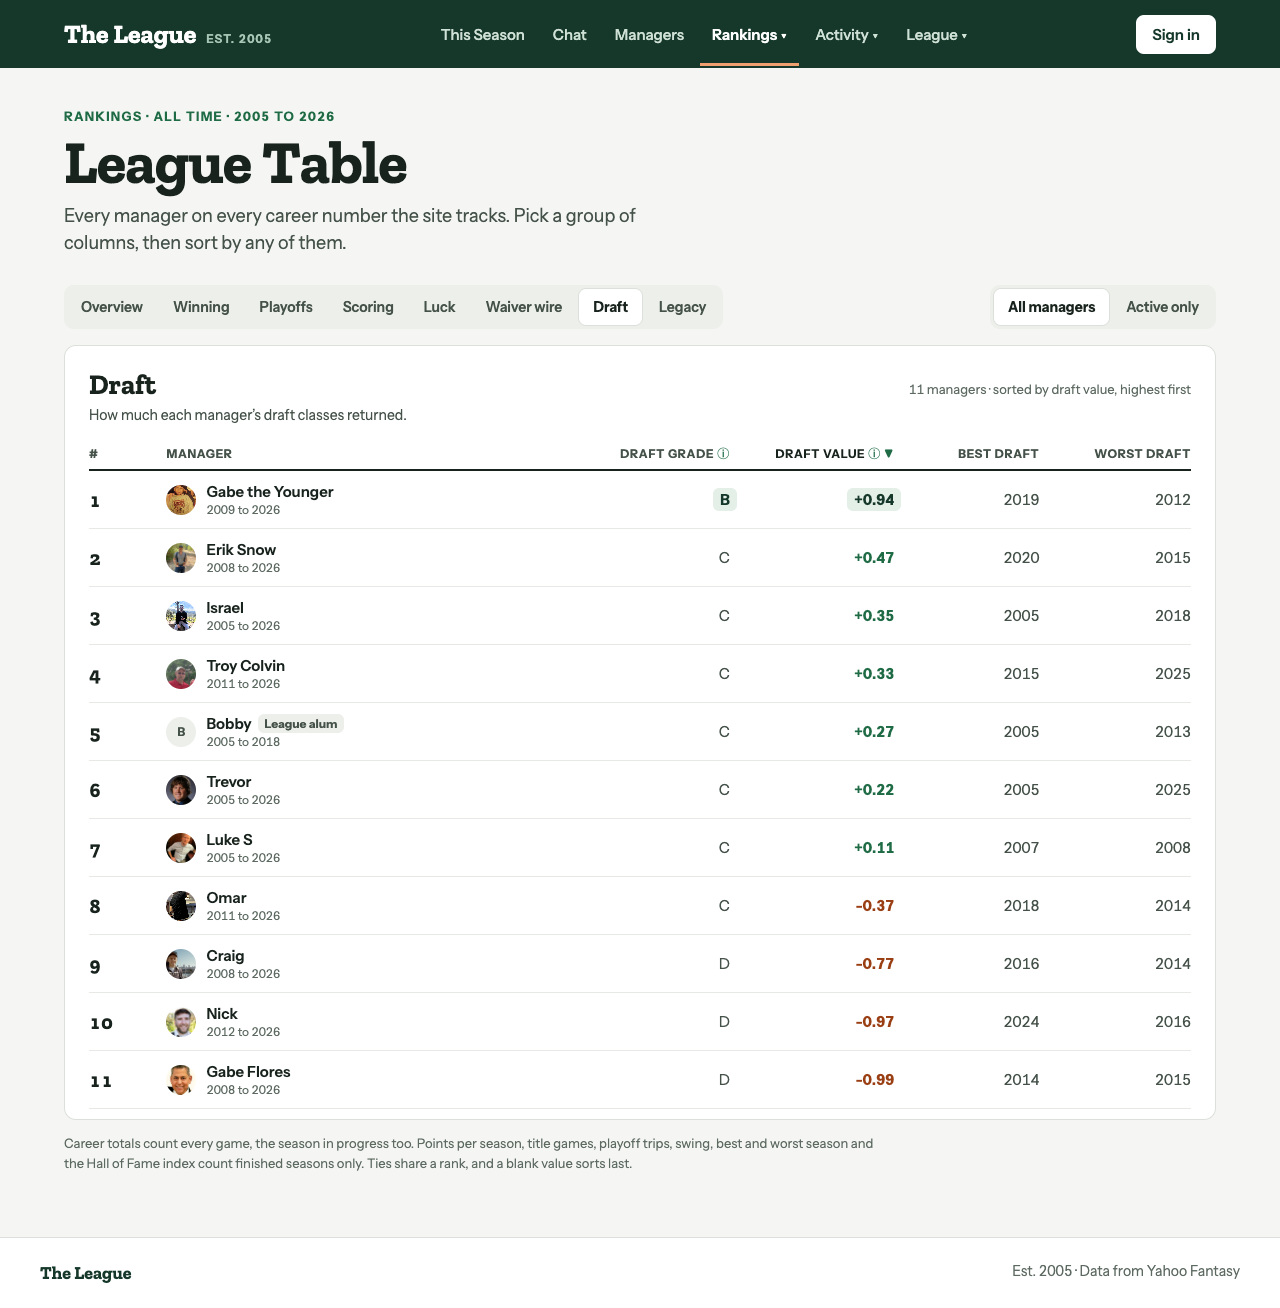 The League EST. 2005
This Season Chat Managers Rankings ▾ Activity ▾ League ▾ Sign in
RANKINGS · ALL TIME · 2005 TO 2026
League Table
Every manager on every career number the site tracks. Pick a group of
columns, then sort by any of them.
Overview Winning Playoffs Scoring Luck Waiver wire Draft Legacy All managers Active only
Draft
11 managers · sorted by draft value, highest first
How much each manager's draft classes returned.
# MANAGER DRAFT GRADE ⓘ DRAFT VALUE ⓘ ▼ BEST DRAFT WORST DRAFT
1 Gabe the Younger B +0.94 2019 2012
2009 to 2026
2 Erik Snow C +0.47 2020 2015
2008 to 2026
3 Israel C +0.35 2005 2018
2005 to 2026
4 Troy Colvin C +0.33 2015 2025
2011 to 2026
5 B Bobby League alum C +0.27 2005 2013
2005 to 2018
6 Trevor C +0.22 2005 2025
2005 to 2026
7 Luke S C +0.11 2007 2008
2005 to 2026
8 Omar C -0.37 2018 2014
2011 to 2026
9 Craig D -0.77 2016 2014
2008 to 2026
10 Nick D -0.97 2024 2016
2012 to 2026
11 Gabe Flores D -0.99 2014 2015
2008 to 2026
Career totals count every game, the season in progress too. Points per season, title games, playoff trips, swing, best and worst season and
the Hall of Fame index count finished seasons only. Ties share a rank, and a blank value sorts last.
The League
Est. 2005 · Data from Yahoo Fantasy